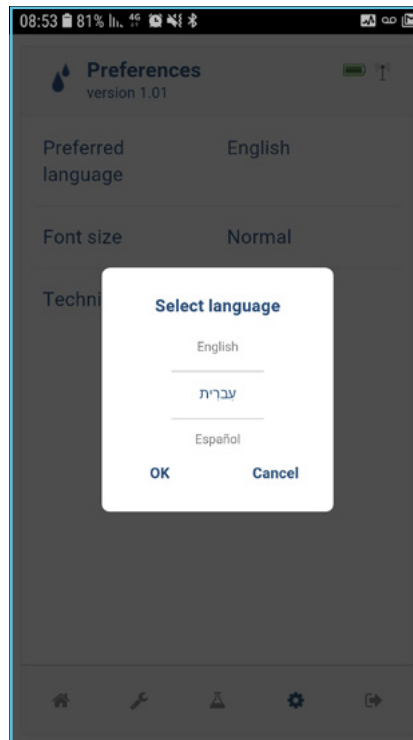 08:53 81% 4G
Preferences
version 1.01
Preferred
language
English
Font size
Normal
Techni
Select language
English
עברית
Español
OK
Cancel